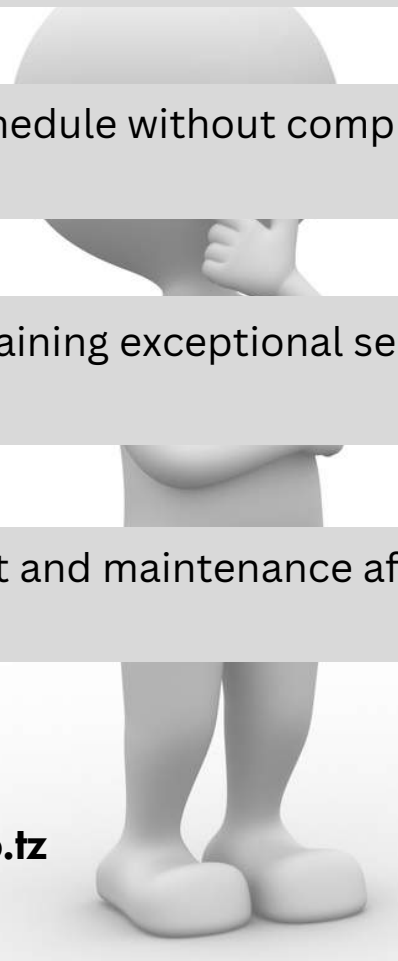 hedule without comp
aining exceptional se
t and maintenance af
.tz